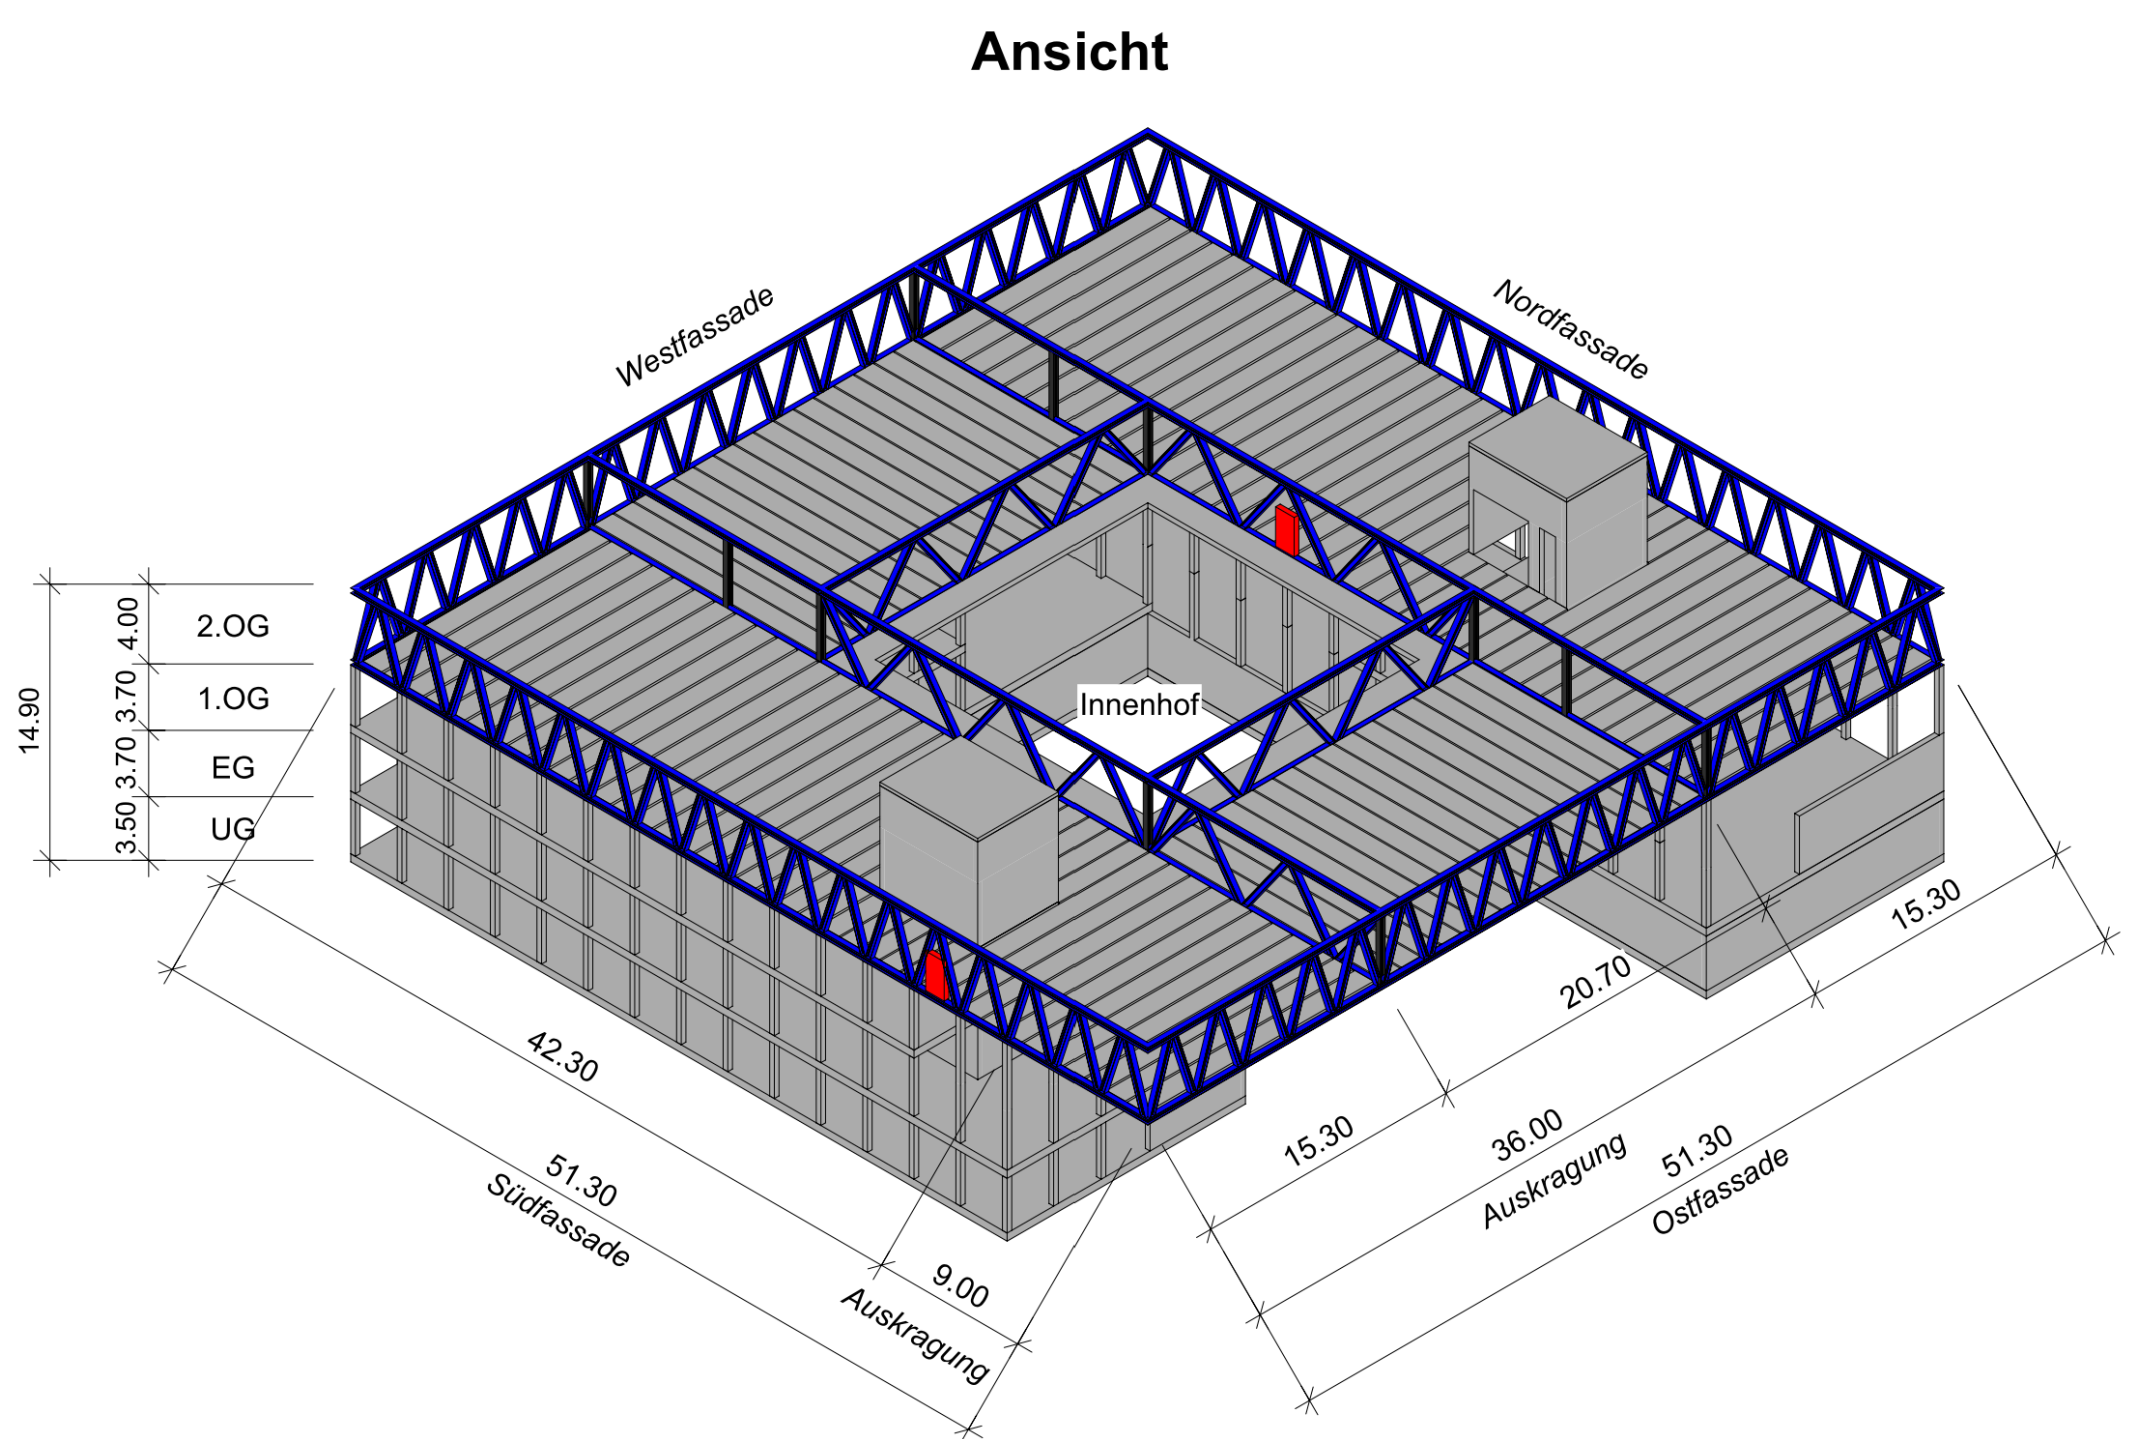 Ansicht
Westfassade
Nordfassade
14.90
4.00
2.OG
3.70
1.OG
3.70
EG
3.50
UG
Innenhof
42.30
51.30
Südfassade
9.00
Auskragung
15.30
20.70
15.30
36.00
Auskragung
51.30
Ostfassade